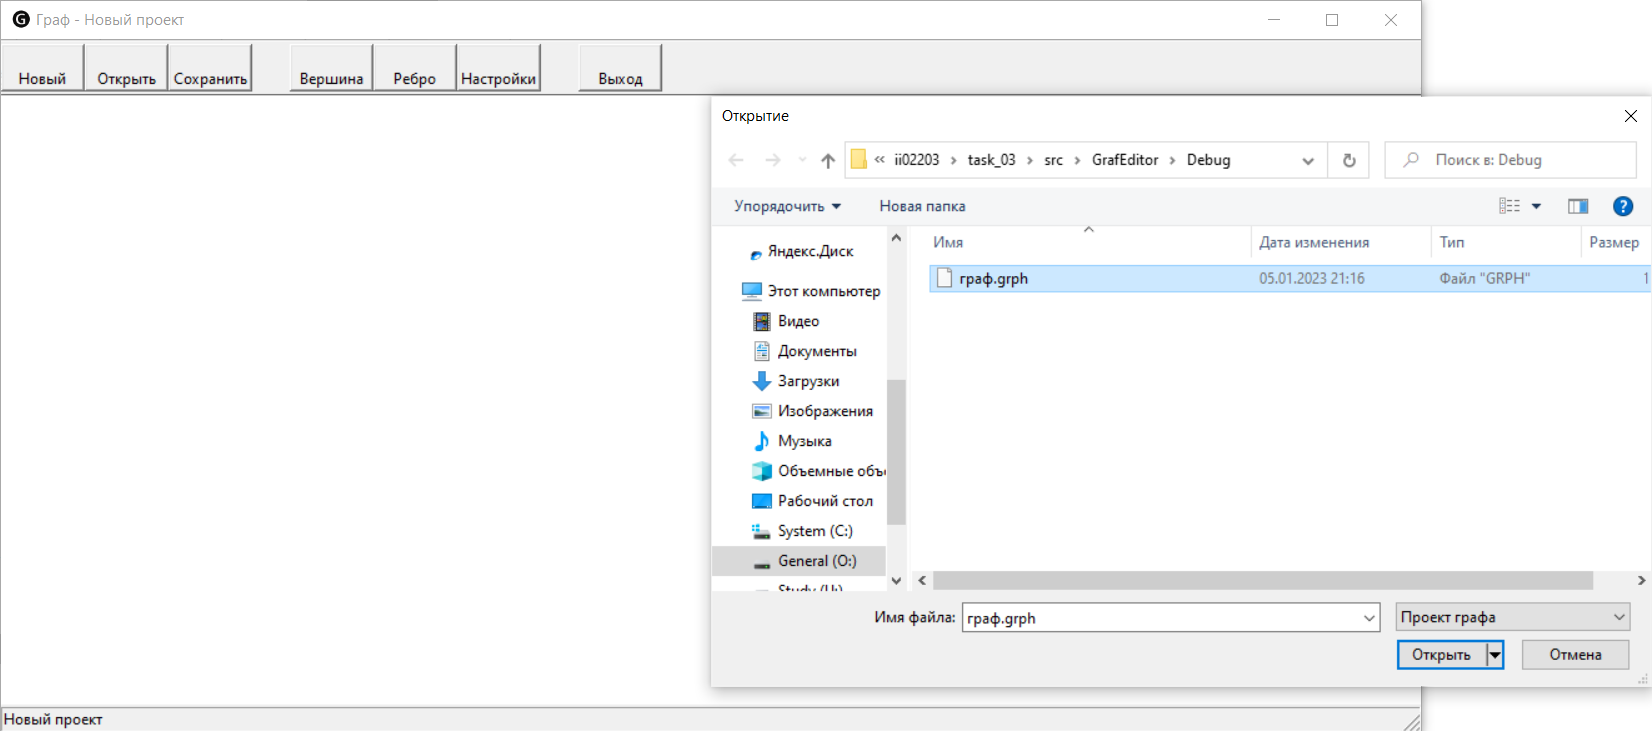 Граф - Новый проект
Новый Открыть Сохранить Вершина Ребро Настройки Выход
Открытие
« ii02203 › task_03 › src › GrafEditor › Debug
Поиск в: Debug
Упорядочить Новая папка
Имя Дата изменения Тип Размер
граф.grph 05.01.2023 21:16 Файл "GRPH" 1
Яндекс.Диск
Этот компьютер
Видео
Документы
Загрузки
Изображения
Музыка
Объемные объе
Рабочий стол
System (C:)
General (O:)
Study (U:)
Имя файла: граф.grph Проект графа
Открыть Отмена
Новый проект